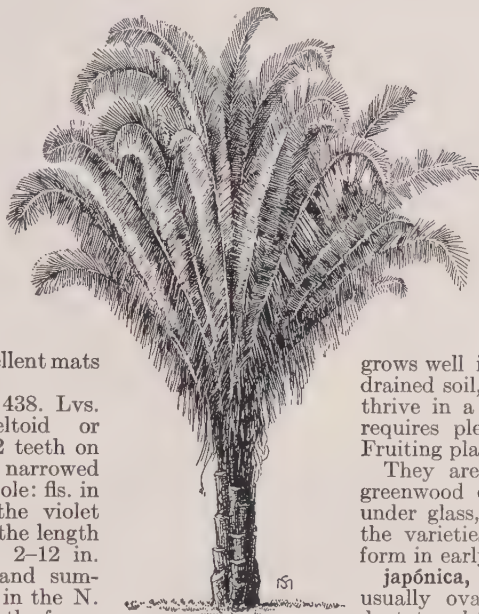 ellent mats
438. Lvs.
eltoid or
2 teeth on
narrowed
ole: fls. in
the violet
the length
2–12 in.
and sum-
in the N.
grows well i
drained soil,
thrive in a
requires ple
Fruiting pla
They are
greenwood
under glass,
the varieties
form in early
japónica,
usually ova